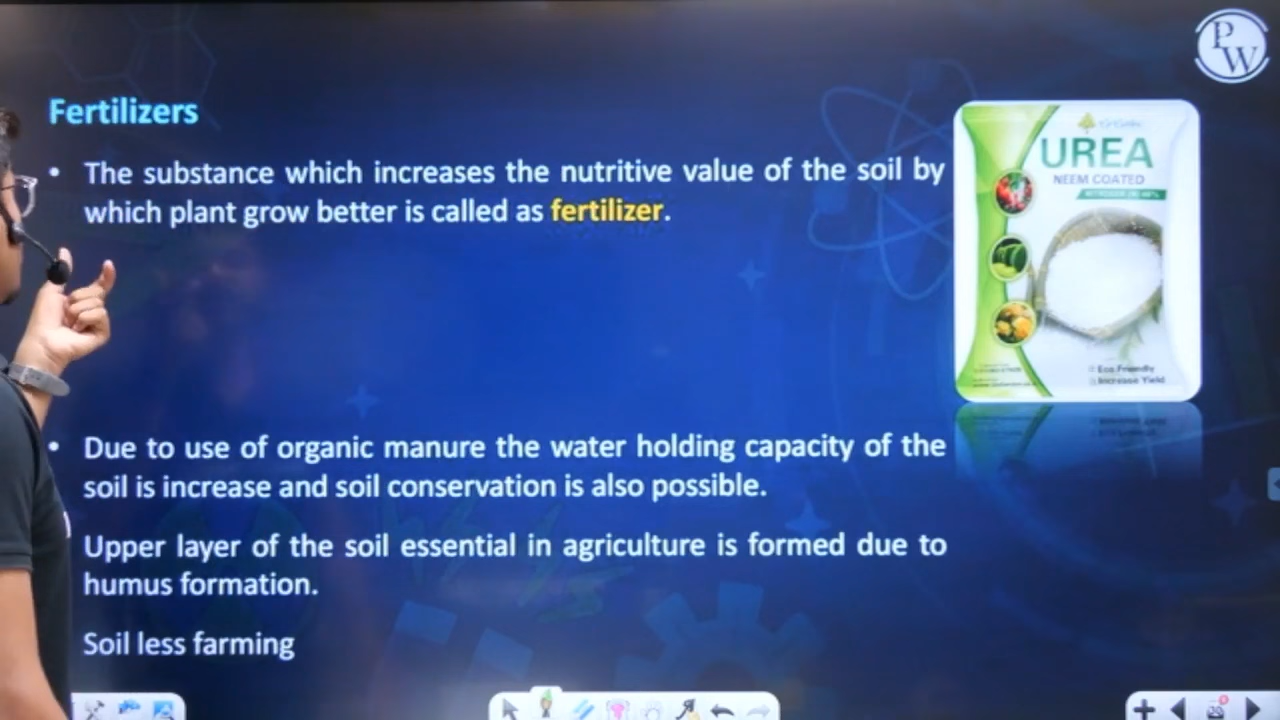 PW
Fertilizers
• The substance which increases the nutritive value of the soil by
which plant grow better is called as fertilizer.
UREA
NEEM COATED
Eco Friendly
Increase Yield
• Due to use of organic manure the water holding capacity of the
soil is increase and soil conservation is also possible.
Upper layer of the soil essential in agriculture is formed due to
humus formation.
Soil less farming